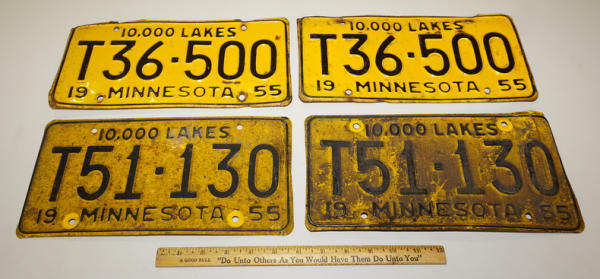 10,000 LAKES
T36·500
19 MINNESOTA 55
10,000 LAKES
T36·500
19 MINNESOTA 55
10,000 LAKES
T51·130
19 MINNESOTA 55
10,000 LAKES
T51·130
19 MINNESOTA 55
A GOOD RULE "Do Unto Others As You Would Have Them Do Unto You"